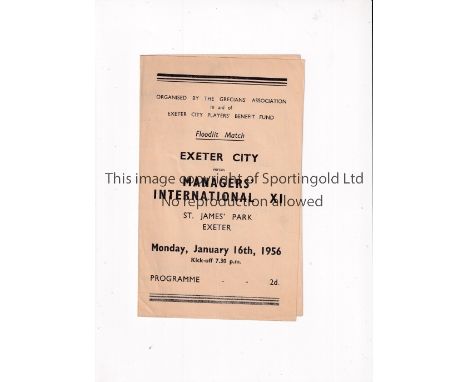 ORGANISED BY THE GRECIANS' ASSOCIATION
in aid of
EXETER CITY PLAYERS' BENEFIT FUND
Floodlit Match
EXETER CITY
versus
This image copyright of Sportingold Ltd
MANAGERS'
No reproduction allowed
INTERNATIONAL XI
ST. JAMES' PARK
EXETER
Monday, January 16th, 1956
Kick-off 7.30 p.m.
PROGRAMME - - 2d.